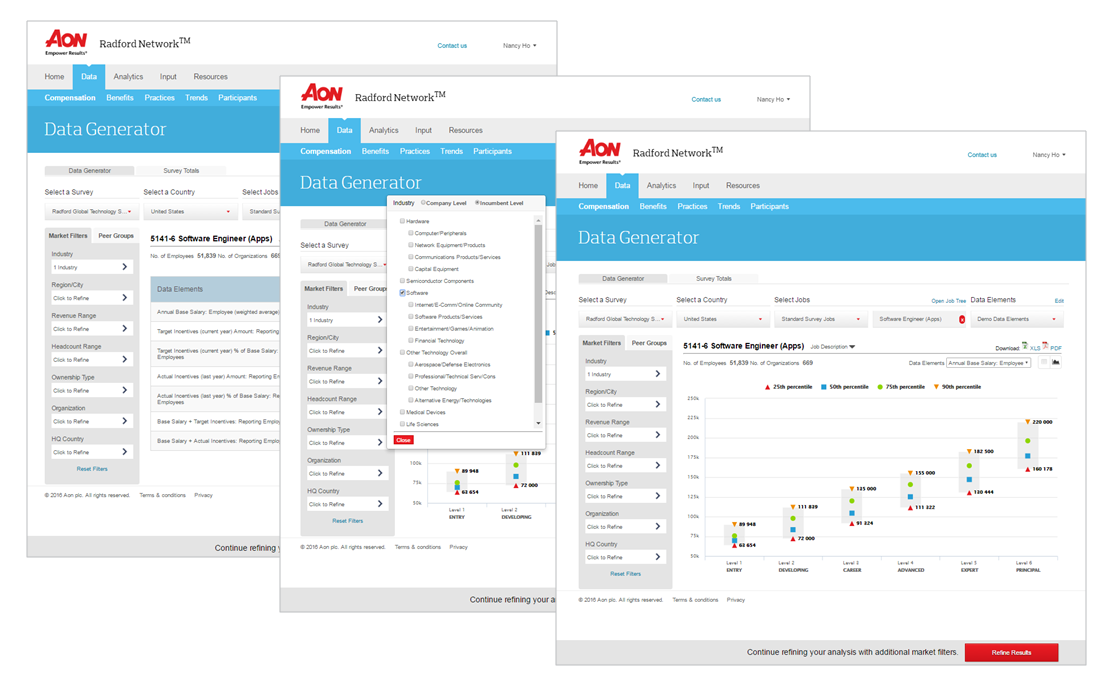 AON
Empower Results®
Radford Network™
Contact us
Nancy Ho
Home Data Analytics Input Resources
Compensation Benefits Practices Trends Participants
Data Generator
Data Generator Survey Totals
Select a Survey Select a Country Select Jobs
Radford Global Technology S... United States Standard Su
Market Filters Peer Groups
5141-6 Software Engineer (Apps)
No. of Employees 51,839 No. of Organizations 669
Industry
1 Industry
Region/City
Click to Refine
Revenue Range
Click to Refine
Headcount Range
Click to Refine
Ownership Type
Click to Refine
Organization
Click to Refine
HQ Country
Click to Refine
Reset Filters
Data Elements
Annual Base Salary: Employee (weighted average)
Target Incentives (current year) Amount: Reporting
Target Incentives (current year) % of Base Salary:
Employees
Actual Incentives (last year) Amount: Reporting En
Actual Incentives (last year) % of Base Salary: Re
Employees
Base Salary + Target Incentives: Reporting Emplo
Base Salary + Actual Incentives: Reporting Emplo
© 2016 Aon plc. All rights reserved. Terms & conditions Privacy
Continue refining y
AON
Empower Results®
Radford Network™
Contact us
Nancy Ho
Home Data Analytics Input Resources
Compensation Benefits Practices Trends Participants
Data Generator
Data Generator
Select a Survey
Radford Global Technology S...
Market Filters Peer Groups
Industry
1 Industry
Region/City
Click to Refine
Revenue Range
Click to Refine
Headcount Range
Click to Refine
Ownership Type
Click to Refine
Organization
Click to Refine
HQ Country
Click to Refine
Reset Filters
Industry Company Level Incumbent Level
Hardware
Computer/Peripherals
Network Equipment/Products
Communications Products/Services
Capital Equipment
Semiconductor Components
Software
Internet/E-Comm/Online Community
Software Products/Services
Entertainment/Games/Animation
Financial Technology
Other Technology Overall
Aerospace/Defense Electronics
Professional/Technical Serv/Cons
Other Technology
Alternative Energy/Technologies
Medical Devices
Life Sciences
Close
100k
75k
50k
89 948
63 654
111 839
72 000
Level 1 Level 2
ENTRY DEVELOPING
© 2016 Aon plc. All rights reserved. Terms & conditions Privacy
Continue refining your a
AON
Empower Results®
Radford Network™
Contact us
Nancy Ho
Home Data Analytics Input Resources
Compensation Benefits Practices Trends Participants
Data Generator
Data Generator Survey Totals
Select a Survey Select a Country Select Jobs Open Job Tree Data Elements Edit
Radford Global Technology S... United States Standard Survey Jobs Software Engineer (Apps) Demo Data Elements
Market Filters Peer Groups
5141-6 Software Engineer (Apps) Job Description
Download: XLS PDF
No. of Employees 51,839 No. of Organizations 669
Data Elements Annual Base Salary: Employee
Industry
1 Industry
Region/City
Click to Refine
Revenue Range
Click to Refine
Headcount Range
Click to Refine
Ownership Type
Click to Refine
Organization
Click to Refine
HQ Country
Click to Refine
Reset Filters
25th percentile 50th percentile 75th percentile 90th percentile
250k
225k
200k
175k
150k
125k
100k
75k
50k
89 948
63 654
111 839
72 000
135 000
91 324
155 000
111 322
182 500
130 444
220 000
160 178
Level 1 Level 2 Level 3 Level 4 Level 5 Level 6
ENTRY DEVELOPING CAREER ADVANCED EXPERT PRINCIPAL
© 2016 Aon plc. All rights reserved. Terms & conditions Privacy
Continue refining your analysis with additional market filters.
Refine Results